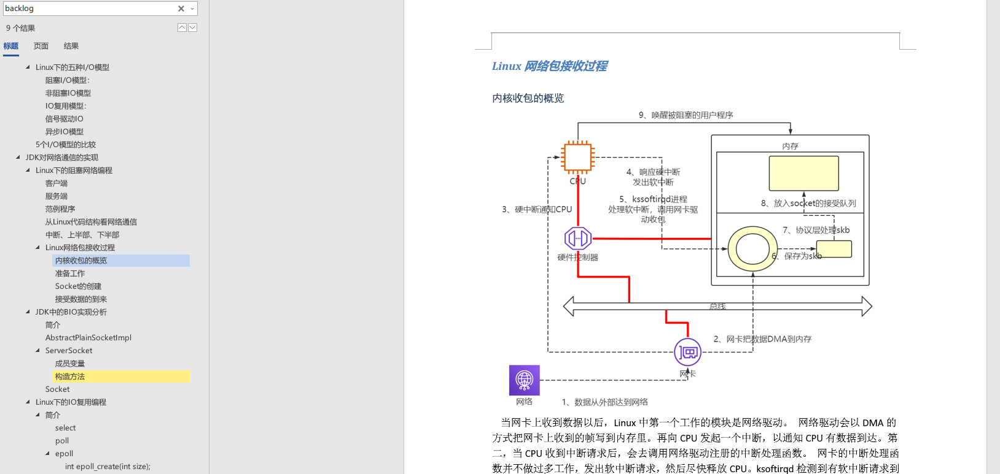 backlog
9 个结果
标题 页面 结果
Linux下的五种I/O模型
阻塞I/O模型:
非阻塞IO模型
IO复用模型:
信号驱动IO
异步IO模型
5个I/O模型的比较
JDK对网络通信的实现
Linux下的阻塞网络编程
客户端
服务端
范例程序
从Linux代码结构看网络通信
中断、上半部、下半部
Linux网络包接收过程
内核收包的概览
准备工作
Socket的创建
接受数据的到来
JDK中的BIO实现分析
简介
AbstractPlainSocketImpl
ServerSocket
成员变量
构造方法
Socket
Linux下的IO复用编程
简介
select
poll
epoll
int epoll_create(int size);
Linux 网络包接收过程
内核收包的概览
9、唤醒被阻塞的用户程序
内存
CPU
4、响应硬中断
发出软中断
5、kssoftirqd进程
处理软中断，调用网卡驱
动收包
3、硬中断通知CPU
8、放入socket的接受队列
7、协议层处理skb
6、保存为skb
硬件控制器
总线
2、网卡把数据DMA到内存
网卡
网络
1、数据从外部达到网络
当网卡上收到数据以后，Linux 中第一个工作的模块是网络驱动。 网络驱动会以 DMA 的
方式把网卡上收到的帧写到内存里。再向 CPU 发起一个中断，以通知 CPU 有数据到达。第
二，当 CPU 收到中断请求后，会去调用网络驱动注册的中断处理函数。 网卡的中断处理函
数并不做过多工作，发出软中断请求，然后尽快释放 CPU。ksoftirqd 检测到有软中断请求到